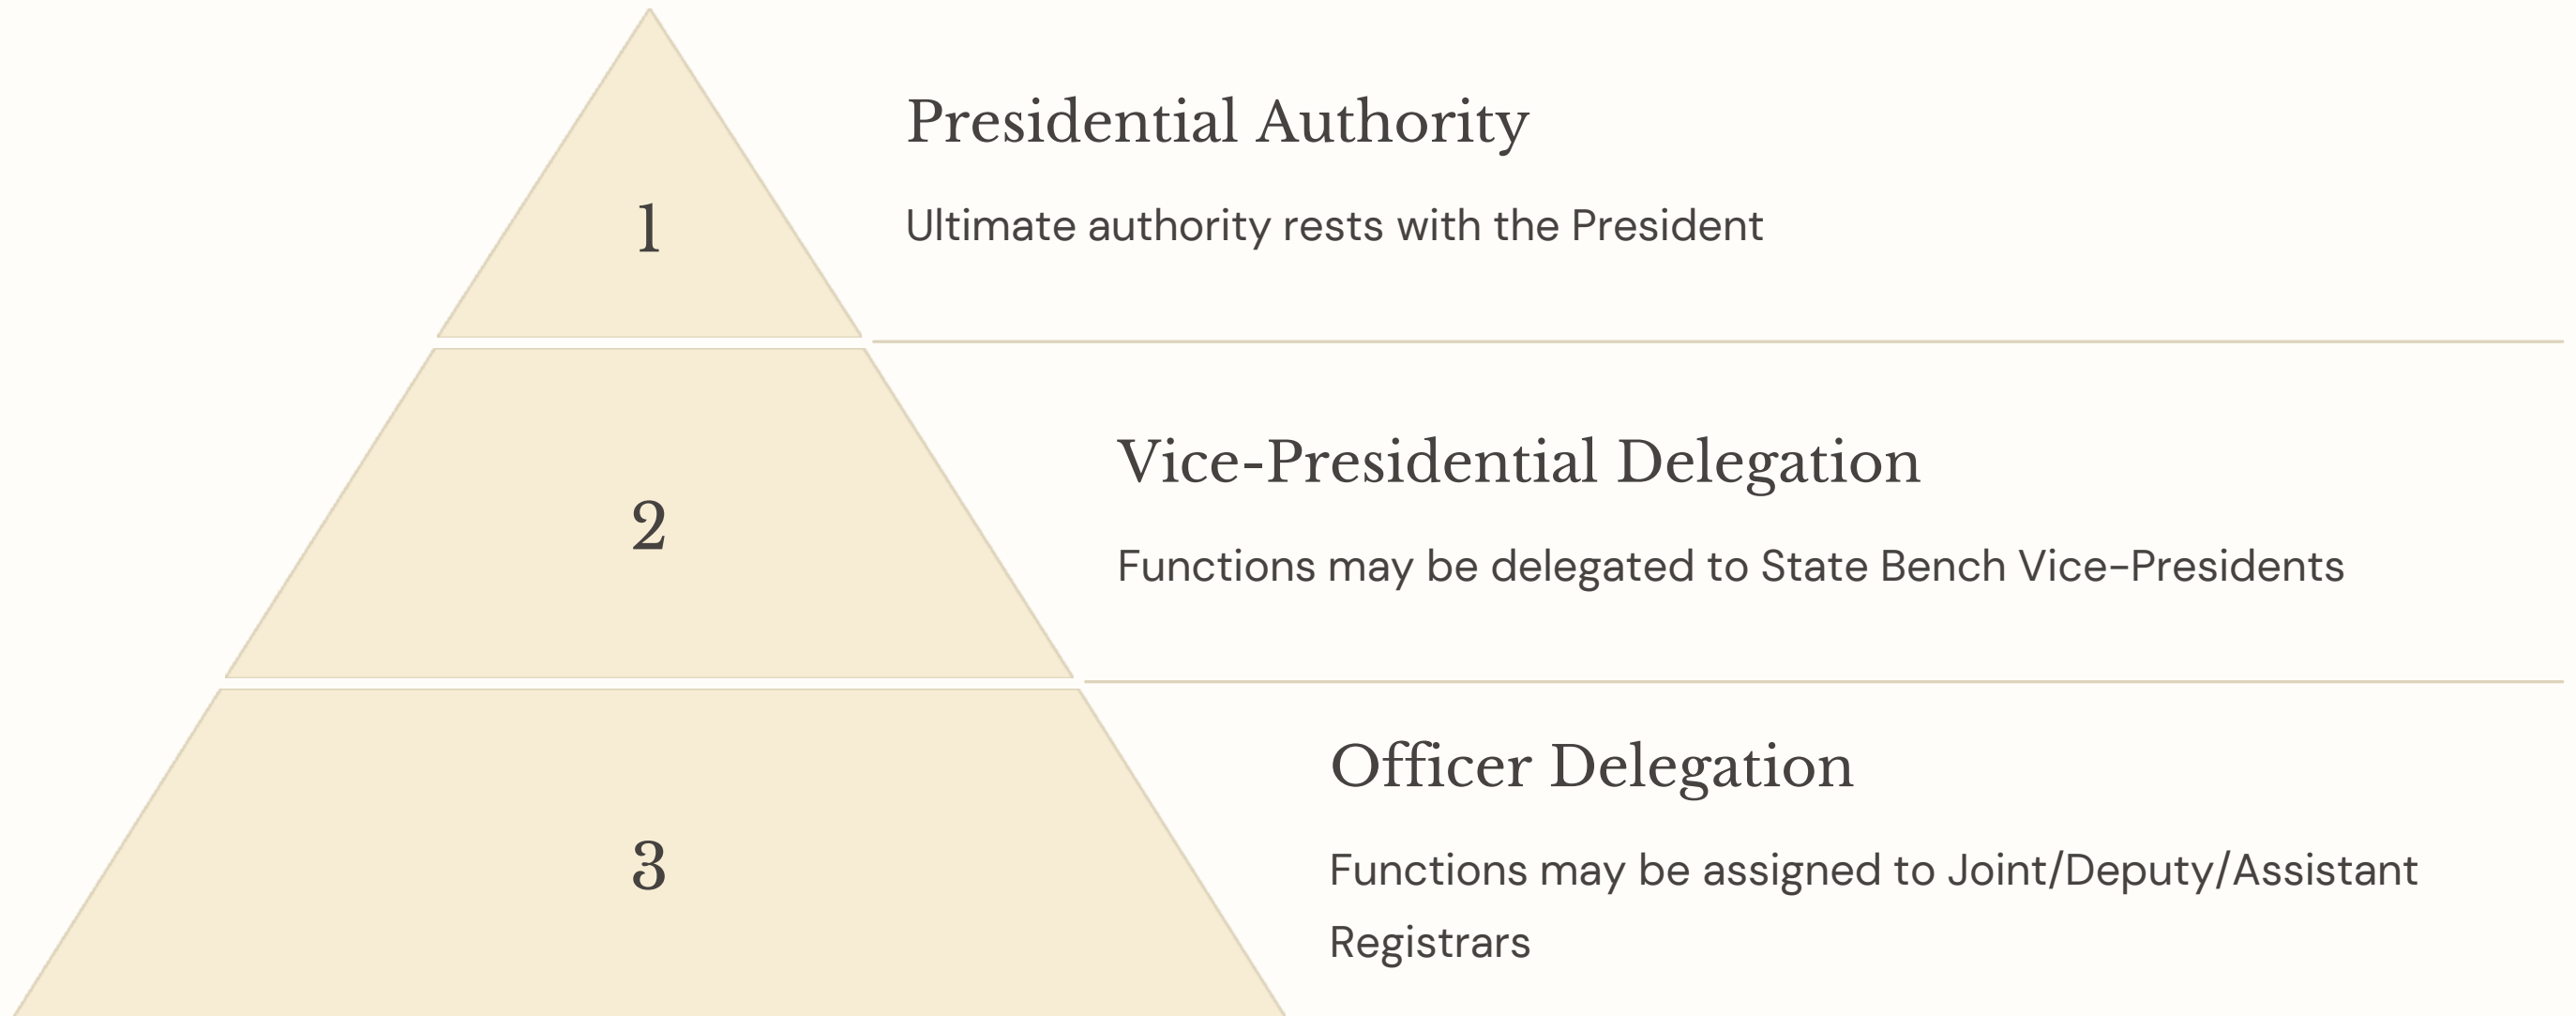 1
Presidential Authority
Ultimate authority rests with the President
2
Vice-Presidential Delegation
Functions may be delegated to State Bench Vice-Presidents
3
Officer Delegation
Functions may be assigned to Joint/Deputy/Assistant
Registrars